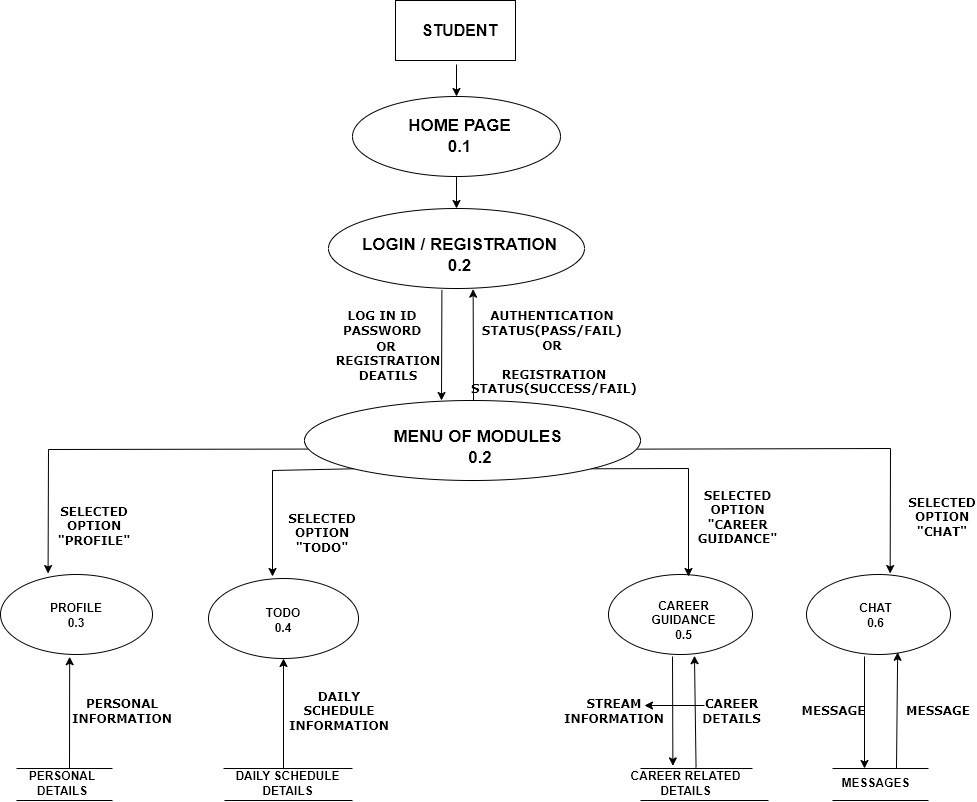 STUDENT
HOME PAGE
0.1
LOGIN / REGISTRATION
0.2
LOG IN ID
PASSWORD
OR
REGISTRATION
DEATILS
AUTHENTICATION
STATUS(PASS/FAIL)
OR
REGISTRATION
STATUS(SUCCESS/FAIL)
MENU OF MODULES
0.2
SELECTED
OPTION
"PROFILE"
SELECTED
OPTION
"TODO"
SELECTED
OPTION
"CAREER
GUIDANCE"
SELECTED
OPTION
"CHAT"
PROFILE
0.3
TODO
0.4
CAREER
GUIDANCE
0.5
CHAT
0.6
PERSONAL
INFORMATION
DAILY
SCHEDULE
INFORMATION
STREAM
INFORMATION
CAREER
DETAILS
MESSAGE
MESSAGE
PERSONAL
DETAILS
DAILY SCHEDULE
DETAILS
CAREER RELATED
DETAILS
MESSAGES